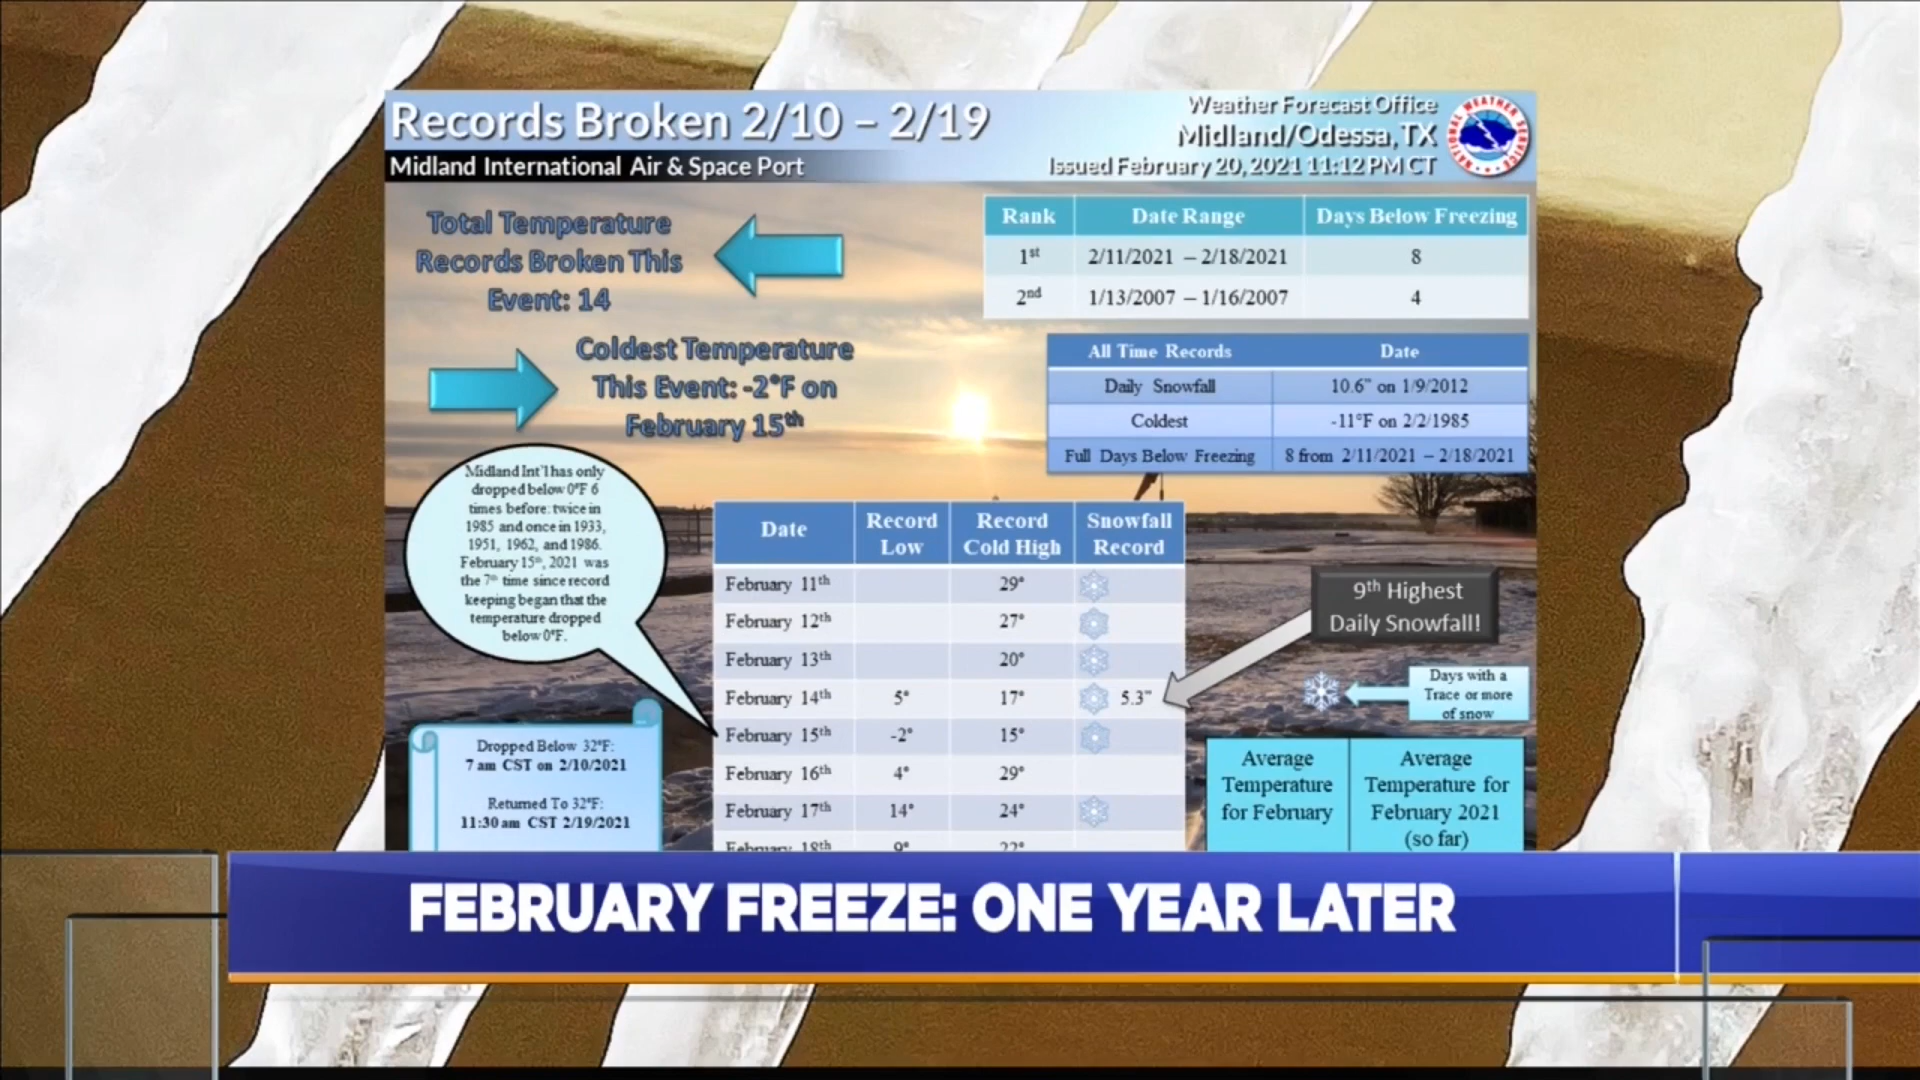 Records Broken 2/10 – 2/19
Midland International Air & Space Port
Weather Forecast Office
Midland/Odessa, TX
Issued February 20, 2021 11:12 PM CT
NATIONAL WEATHER SERVICE
Total Temperature
Records Broken This
Event: 14
Coldest Temperature
This Event: -2°F on
February 15th
Rank Date Range Days Below Freezing
1st 2/11/2021 – 2/18/2021 8
2nd 1/13/2007 – 1/16/2007 4
All Time Records Date
Daily Snowfall 10.6" on 1/9/2012
Coldest -11°F on 2/2/1985
Full Days Below Freezing 8 from 2/11/2021 – 2/18/2021
Midland Int'l has only
dropped below 0°F 6
times before: twice in
1985 and once in 1933,
1951, 1962, and 1986.
February 15th, 2021 was
the 7th time since record
keeping began that the
temperature dropped
below 0°F.
Dropped Below 32°F:
7 am CST on 2/10/2021
Returned To 32°F:
11:30 am CST 2/19/2021
Date Record Low Record Cold High Snowfall Record
February 11th 29°
February 12th 27°
February 13th 20°
February 14th 5° 17° 5.3"
February 15th -2° 15°
February 16th 4° 29°
February 17th 14° 24°
February 18th 9° 22°
9th Highest
Daily Snowfall!
Days with a
Trace or more
of snow
Average
Temperature
for February
Average
Temperature for
February 2021
(so far)
FEBRUARY FREEZE: ONE YEAR LATER